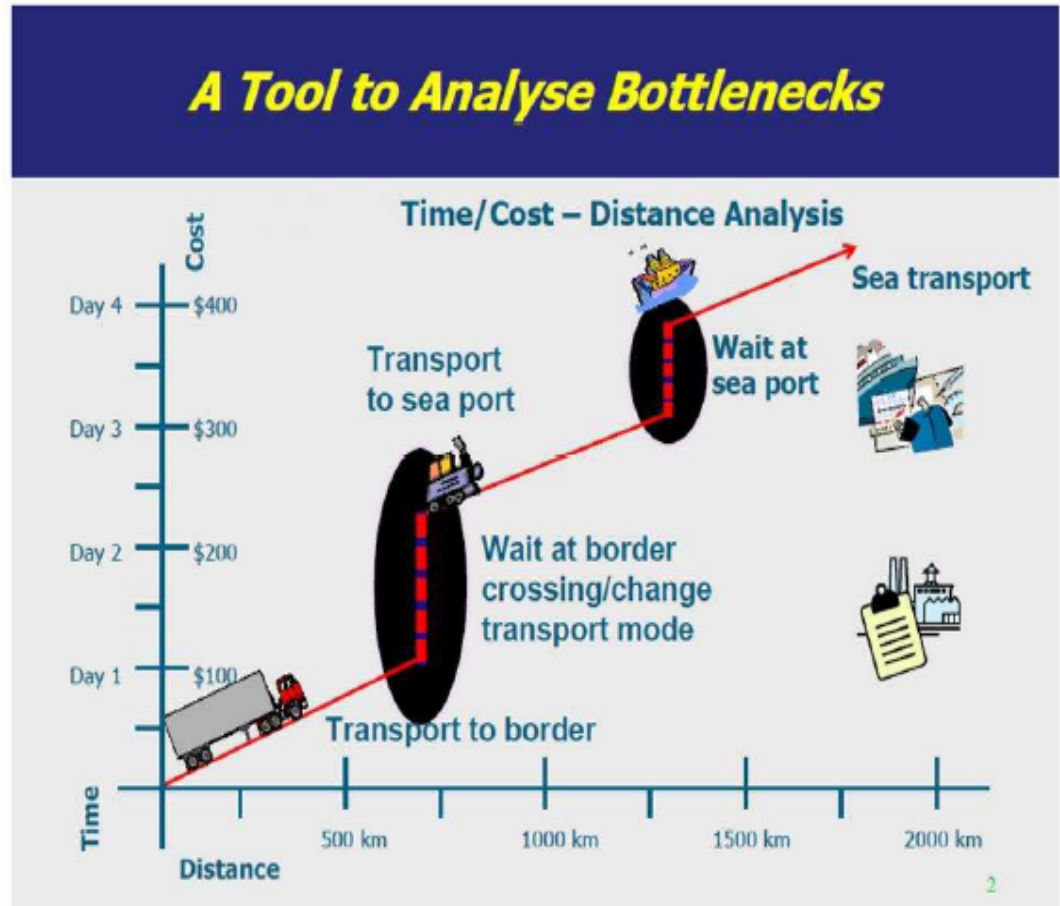 A Tool to Analyse Bottlenecks
Time/Cost – Distance Analysis
Cost
Sea transport
Day 4
$400
Wait at
sea port
Transport
to sea port
Day 3
$300
Day 2
$200
Wait at border
crossing/change
transport mode
Day 1
$100
Transport to border
Time
500 km
1000 km
1500 km
2000 km
Distance
2